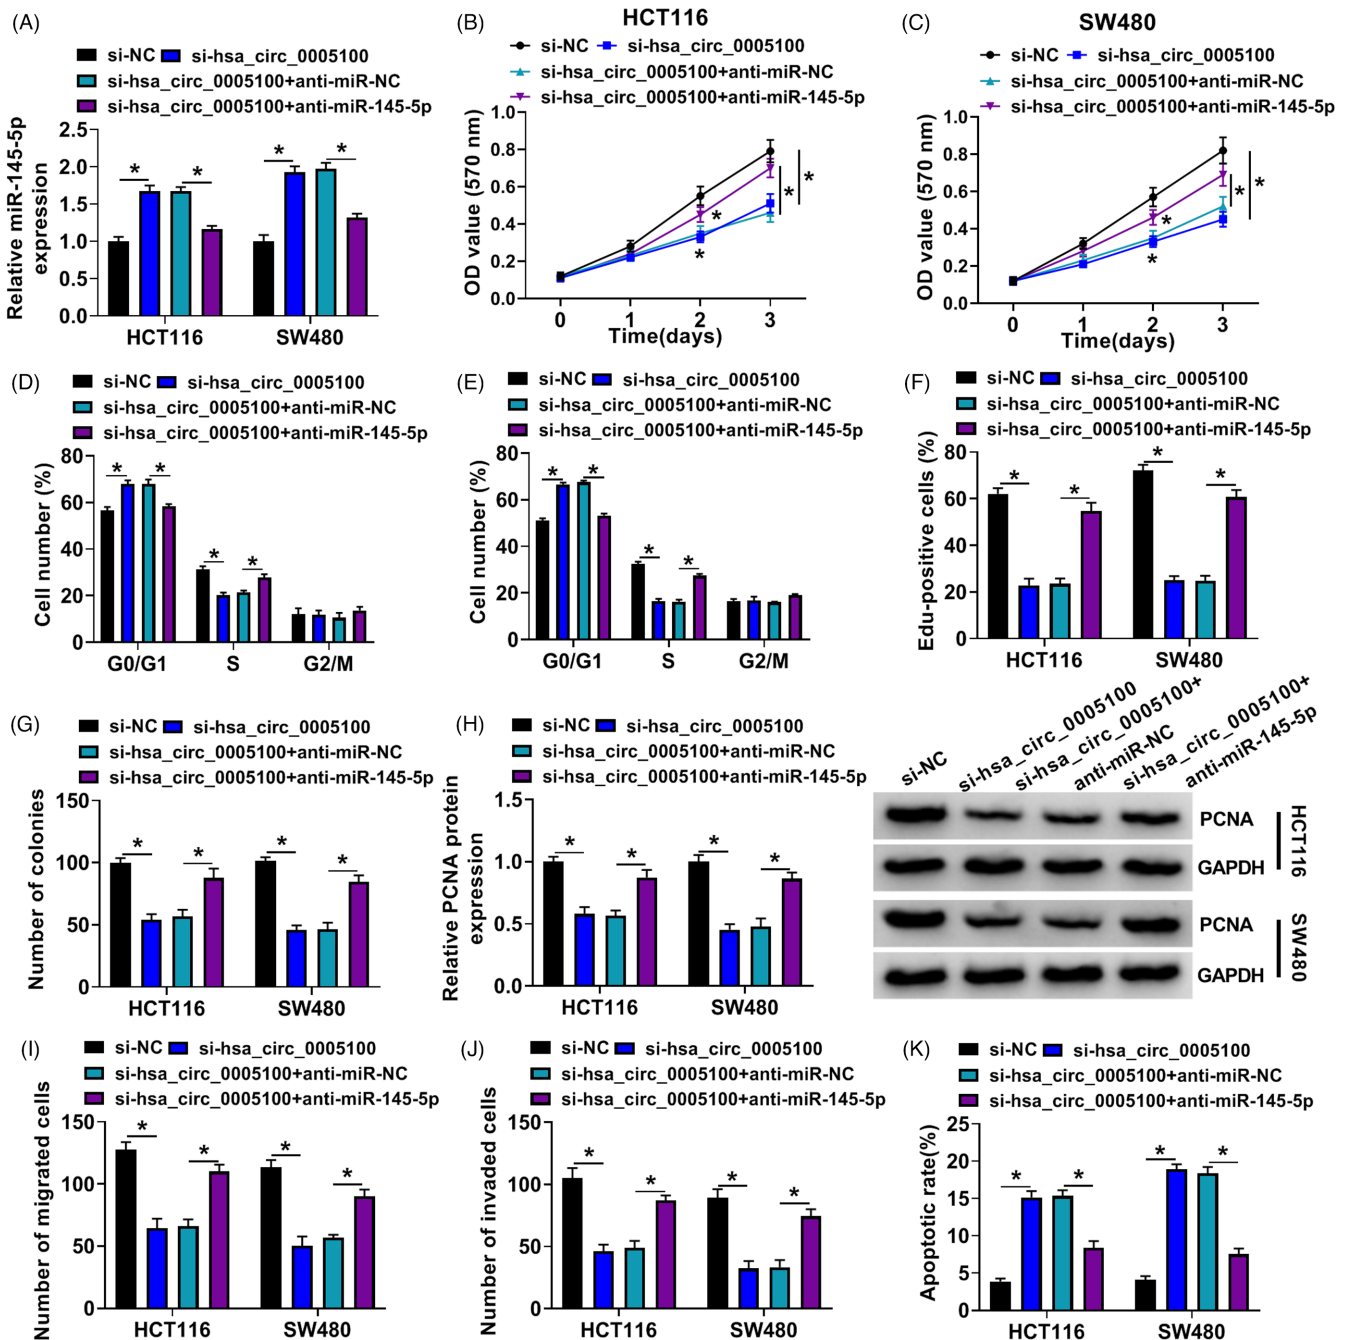 (A)
si-NC si-hsa_circ_0005100
si-hsa_circ_0005100+anti-miR-NC
si-hsa_circ_0005100+anti-miR-145-5p
Relative miR-145-5p
expression
2.5
2.0
1.5
1.0
0.5
0.0
* * * *
HCT116 SW480
(B)
HCT116
si-NC si-hsa_circ_0005100
si-hsa_circ_0005100+anti-miR-NC
si-hsa_circ_0005100+anti-miR-145-5p
OD value (570 nm)
1.0
0.8
0.6
0.4
0.2
0.0
* * * *
0 1 2 3
Time(days)
(C)
SW480
si-NC si-hsa_circ_0005100
si-hsa_circ_0005100+anti-miR-NC
si-hsa_circ_0005100+anti-miR-145-5p
OD value (570 nm)
1.0
0.8
0.6
0.4
0.2
0.0
* * * *
0 1 2 3
Time(days)
(D)
si-NC si-hsa_circ_0005100
si-hsa_circ_0005100+anti-miR-NC
si-hsa_circ_0005100+anti-miR-145-5p
Cell number (%)
80
60
40
20
0
* * * *
G0/G1 S G2/M
(E)
si-NC si-hsa_circ_0005100
si-hsa_circ_0005100+anti-miR-NC
si-hsa_circ_0005100+anti-miR-145-5p
Cell number (%)
80
60
40
20
0
* * * *
G0/G1 S G2/M
(F)
si-NC si-hsa_circ_0005100
si-hsa_circ_0005100+anti-miR-NC
si-hsa_circ_0005100+anti-miR-145-5p
Edu-positive cells (%)
80
60
40
20
0
* * * *
HCT116 SW480
(G)
si-NC si-hsa_circ_0005100
si-hsa_circ_0005100+anti-miR-NC
si-hsa_circ_0005100+anti-miR-145-5p
Number of colonies
150
100
50
0
* * * *
HCT116 SW480
(H)
si-NC si-hsa_circ_0005100
si-hsa_circ_0005100+anti-miR-NC
si-hsa_circ_0005100+anti-miR-145-5p
Relative PCNA protein
expression
1.5
1.0
0.5
0.0
* * * *
HCT116 SW480
si-NC
si-hsa_circ_0005100
si-hsa_circ_0005100+
anti-miR-NC
si-hsa_circ_0005100+
anti-miR-145-5p
PCNA
GAPDH
HCT116
PCNA
GAPDH
SW480
(I)
si-NC si-hsa_circ_0005100
si-hsa_circ_0005100+anti-miR-NC
si-hsa_circ_0005100+anti-miR-145-5p
Number of migrated cells
150
100
50
0
* * * *
HCT116 SW480
(J)
si-NC si-hsa_circ_0005100
si-hsa_circ_0005100+anti-miR-NC
si-hsa_circ_0005100+anti-miR-145-5p
Number of invaded cells
150
100
50
0
* * * *
HCT116 SW480
(K)
si-NC si-hsa_circ_0005100
si-hsa_circ_0005100+anti-miR-NC
si-hsa_circ_0005100+anti-miR-145-5p
Apoptotic rate(%)
25
20
15
10
5
0
* * * *
HCT116 SW480